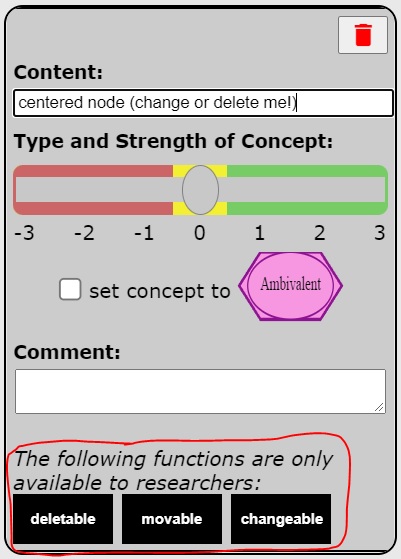 Content:
centered node (change or delete me!)
Type and Strength of Concept:
-3 -2 -1 0 1 2 3
set concept to Ambivalent
Comment:
The following functions are only
available to researchers:
deletable movable changeable